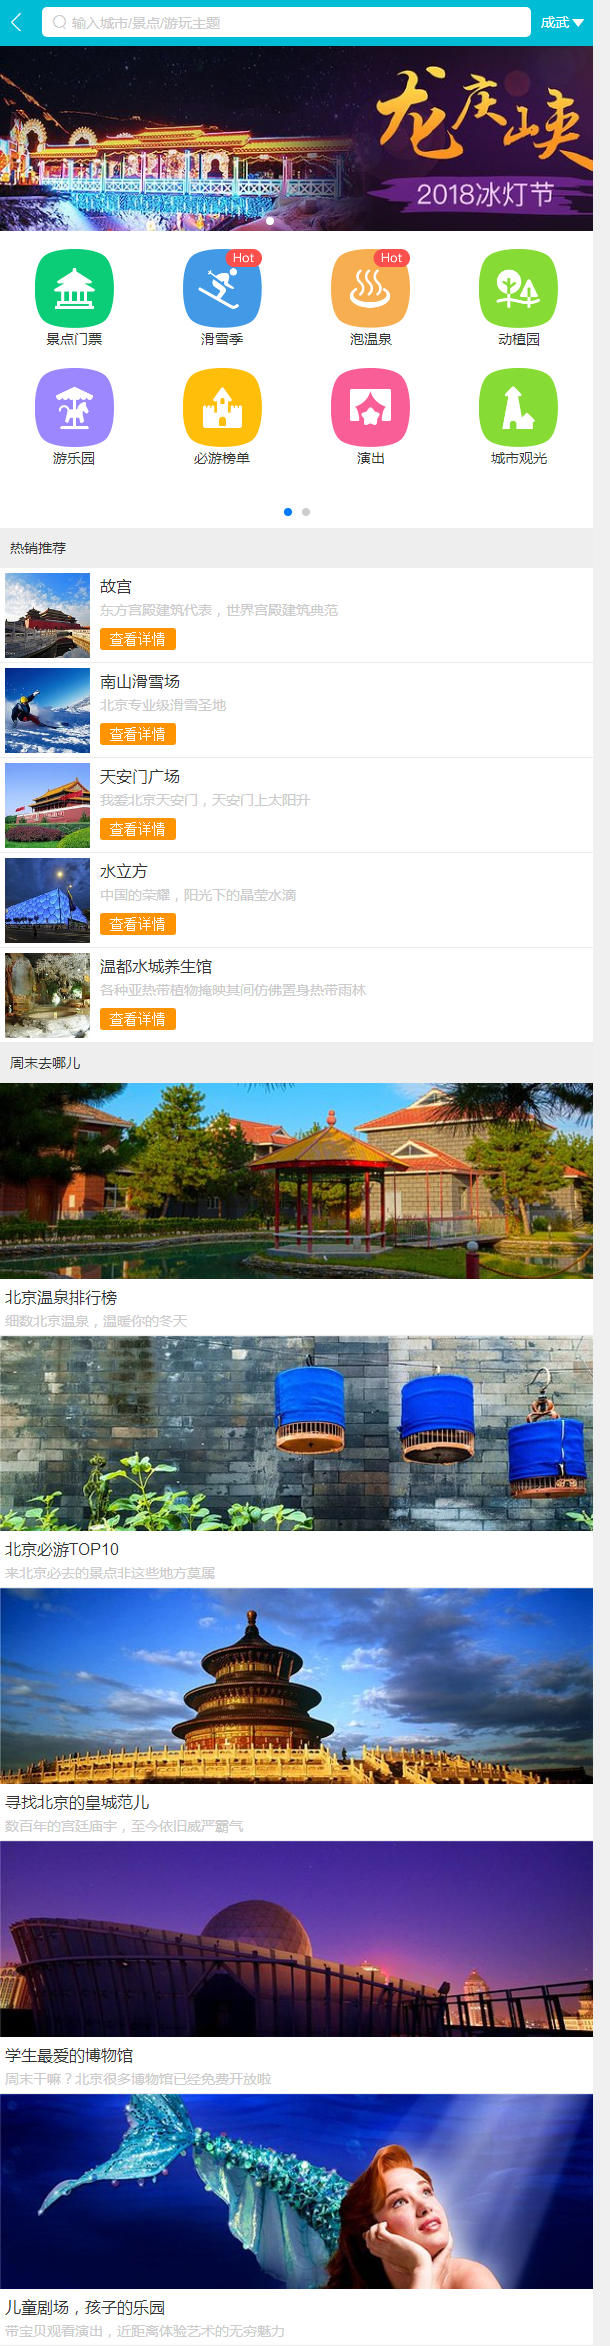 输入城市/景点/游玩主题
成武
龙庆峡
2018冰灯节
Hot
Hot
景点门票
滑雪季
泡温泉
动植园
游乐园
必游榜单
演出
城市观光
热销推荐
故宫
东方宫殿建筑代表，世界宫殿建筑典范
查看详情
南山滑雪场
北京专业级滑雪圣地
查看详情
天安门广场
我爱北京天安门，天安门上太阳升
查看详情
水立方
中国的荣耀，阳光下的晶莹水滴
查看详情
温都水城养生馆
各种亚热带植物掩映其间仿佛置身热带雨林
查看详情
周末去哪儿
北京温泉排行榜
细数北京温泉，温暖你的冬天
北京必游TOP10
来北京必去的景点非这些地方莫属
寻找北京的皇城范儿
数百年的宫廷庙宇，至今依旧威严霸气
学生最爱的博物馆
周末干嘛？北京很多博物馆已经免费开放啦
儿童剧场，孩子的乐园
带宝贝观看演出，近距离体验艺术的无穷魅力